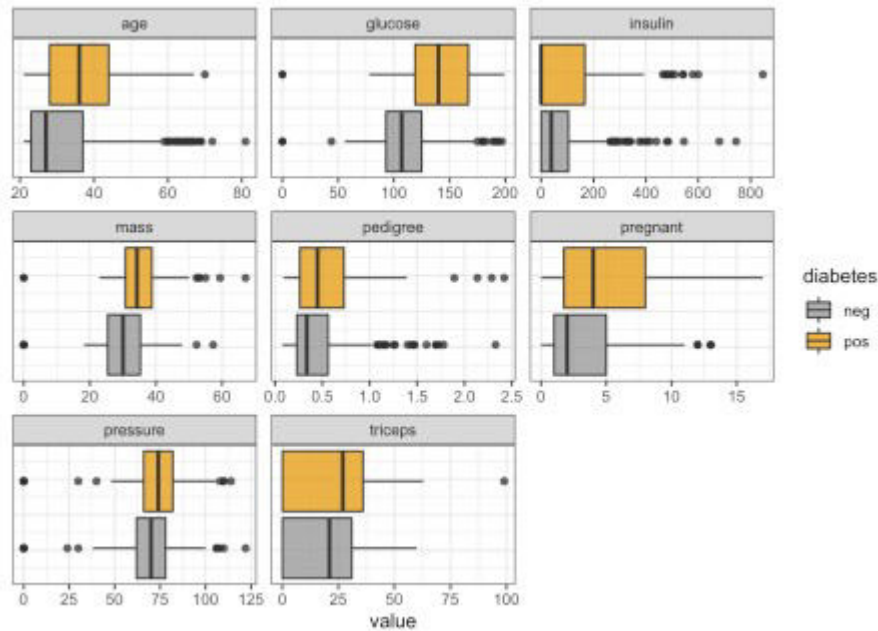 age glucose insulin
20 40 60 80 0 50 100 150 200 0 200 400 600 800
mass pedigree pregnant
0 20 40 60 0.0 0.5 1.0 1.5 2.0 2.5 0 5 10 15
diabetes
neg
pos
pressure triceps
0 25 50 75 100 125 0 25 50 75 100
value